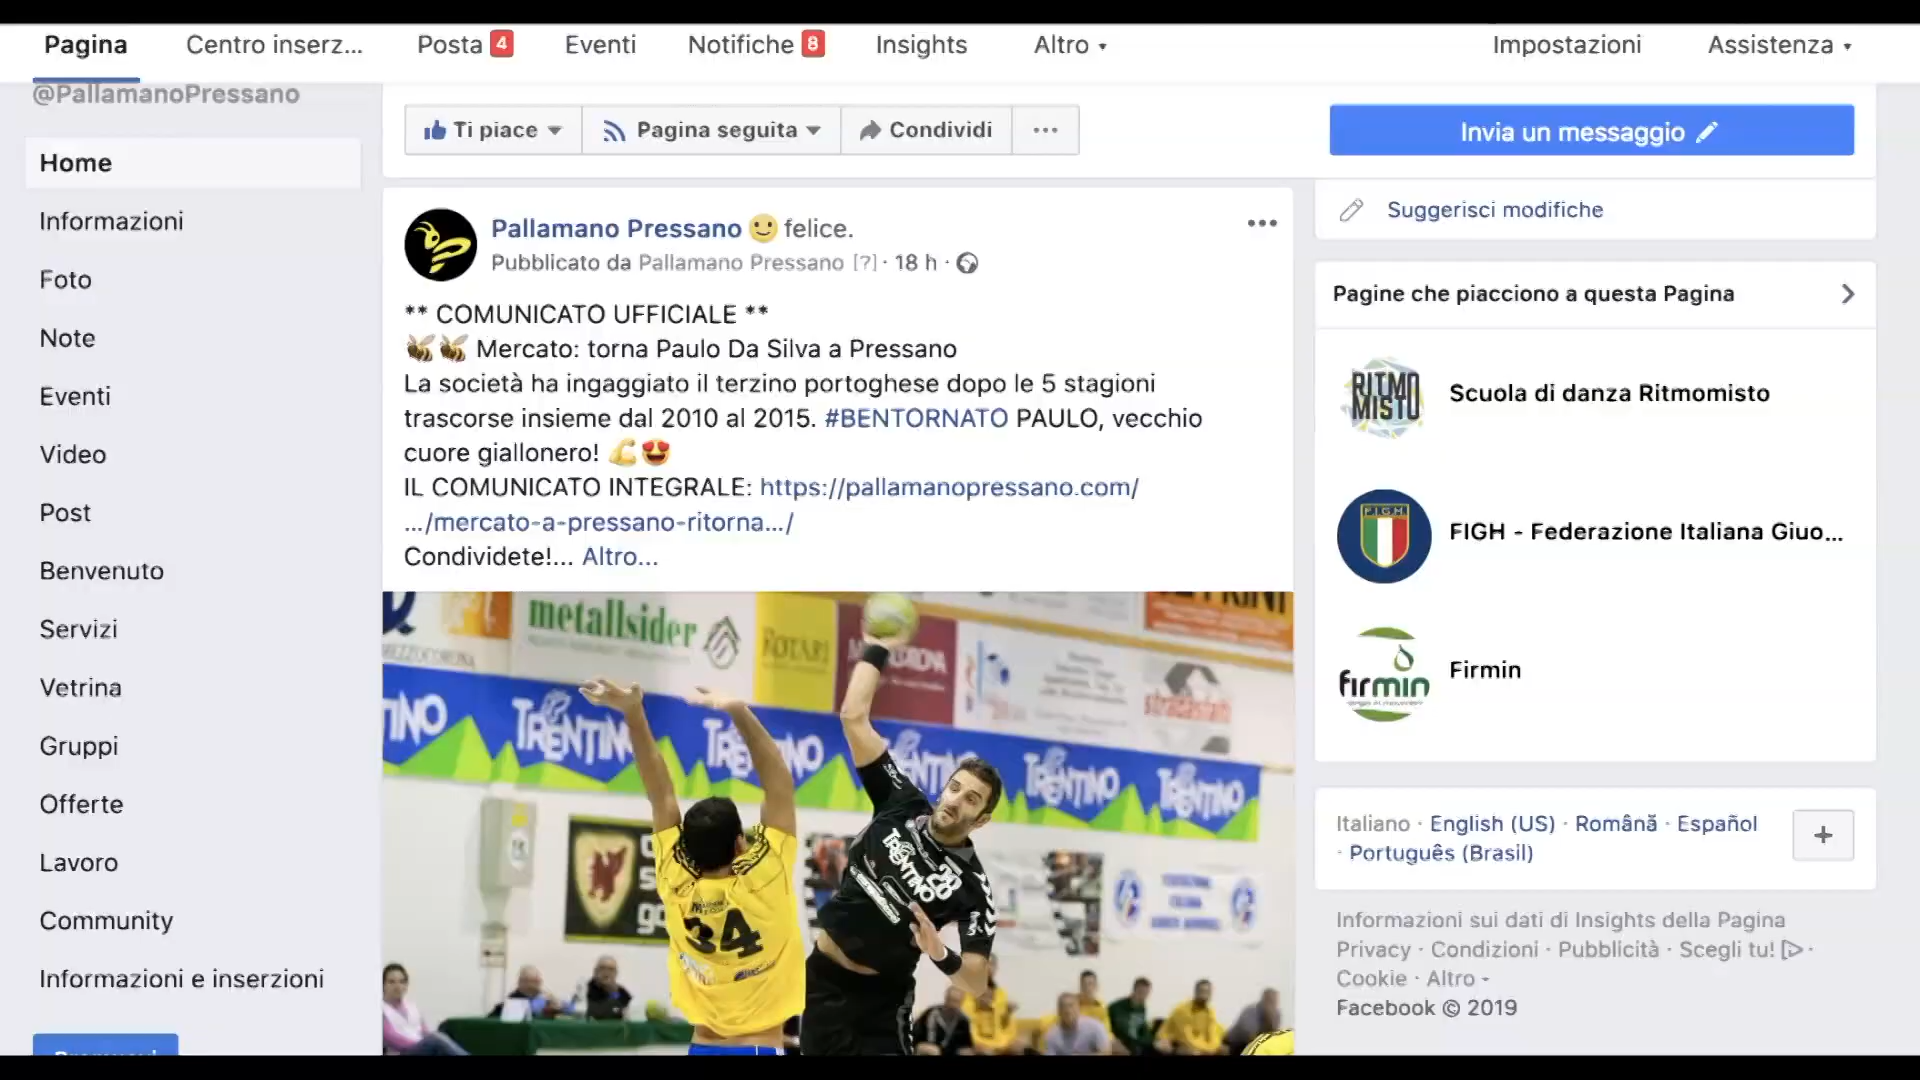 Pagina
Centro inserz...
Posta 4
Eventi
Notifiche 8
Insights
Altro
Impostazioni
Assistenza
@PallamanoPressano
Ti piace
Pagina seguita
Condividi
Invia un messaggio
Home
Informazioni
Foto
Note
Eventi
Video
Post
Benvenuto
Servizi
Vetrina
Gruppi
Offerte
Lavoro
Community
Informazioni e inserzioni
Pallamano Pressano 🙂 felice.
Pubblicato da Pallamano Pressano [?] · 18 h ·
** COMUNICATO UFFICIALE **
🐝🐝 Mercato: torna Paulo Da Silva a Pressano
La società ha ingaggiato il terzino portoghese dopo le 5 stagioni
trascorse insieme dal 2010 al 2015. #BENTORNATO PAULO, vecchio
cuore giallonero! 💪😍
IL COMUNICATO INTEGRALE: https://pallamanopressano.com/
.../mercato-a-pressano-ritorna.../
Condividete!... Altro...
metallsider
ROTARI
TRENTINO
TRENTINO
TRENTINO
TRENTINO
34
TRENTINO
Suggerisci modifiche
Pagine che piacciono a questa Pagina
RITMO
MISTO
Scuola di danza Ritmomisto
F.I.G.H.
FIGH - Federazione Italiana Giuo...
firmin
Firmin
Italiano · English (US) · Română · Español
· Português (Brasil)
+
Informazioni sui dati di Insights della Pagina
Privacy · Condizioni · Pubblicità · Scegli tu! ·
Cookie · Altro
Facebook © 2019